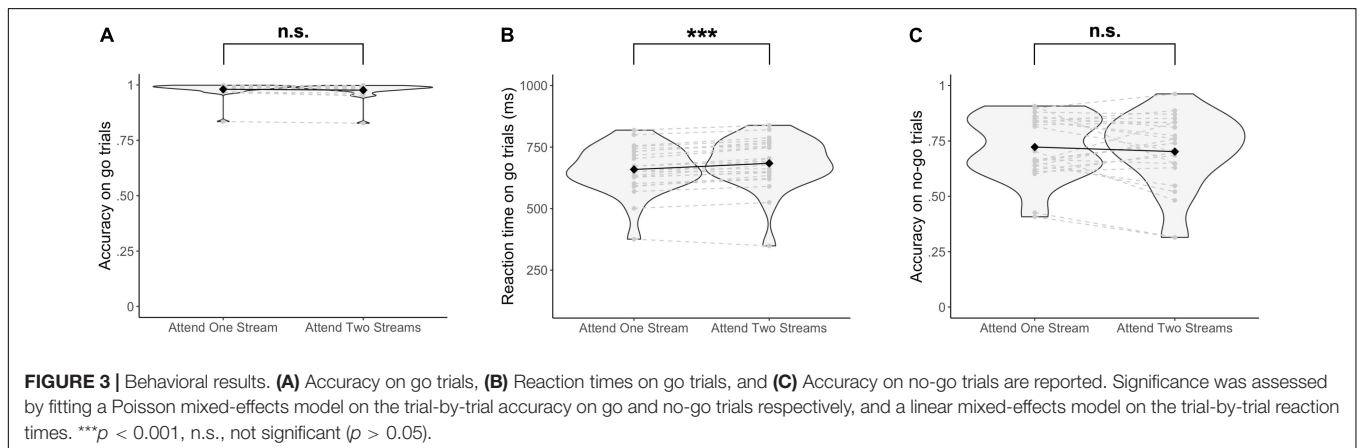 A
n.s.
Accuracy on go trials
1
.75
.50
.25
0
Attend One Stream
Attend Two Streams
B
***
Reaction time on go trials (ms)
1000
750
500
250
Attend One Stream
Attend Two Streams
C
n.s.
Accuracy on no-go trials
1
.75
.50
.25
0
Attend One Stream
Attend Two Streams
FIGURE 3 | Behavioral results. (A) Accuracy on go trials, (B) Reaction times on go trials, and (C) Accuracy on no-go trials are reported. Significance was assessed
by fitting a Poisson mixed-effects model on the trial-by-trial accuracy on go and no-go trials respectively, and a linear mixed-effects model on the trial-by-trial reaction
times. ***p < 0.001, n.s., not significant (p > 0.05).